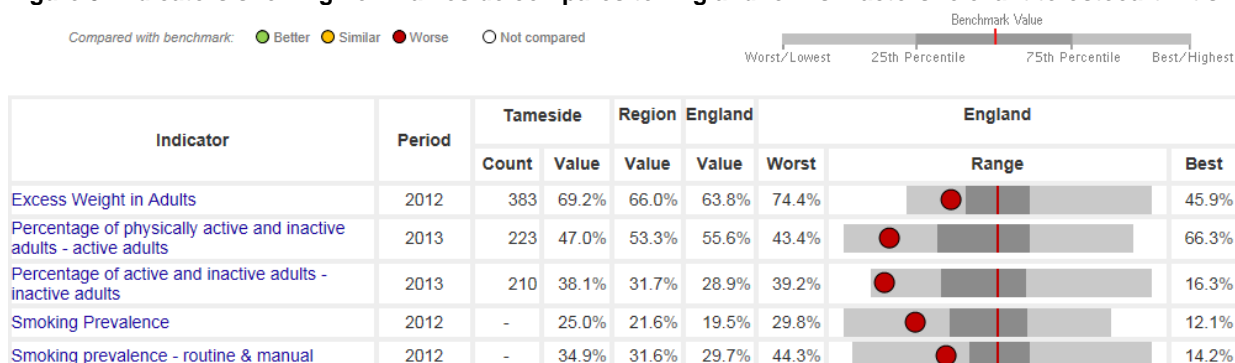 Benchmark Value
Compared with benchmark: Better Similar Worse Not compared
Worst/Lowest 25th Percentile 75th Percentile Best/Highest
Indicator Period Tameside Region England England
Count Value Value Value Worst Range Best
Excess Weight in Adults 2012 383 69.2% 66.0% 63.8% 74.4% 45.9%
Percentage of physically active and inactive
adults - active adults 2013 223 47.0% 53.3% 55.6% 43.4% 66.3%
Percentage of active and inactive adults -
inactive adults 2013 210 38.1% 31.7% 28.9% 39.2% 16.3%
Smoking Prevalence 2012 - 25.0% 21.6% 19.5% 29.8% 12.1%
Smoking prevalence - routine & manual 2012 - 34.9% 31.6% 29.7% 44.3% 14.2%